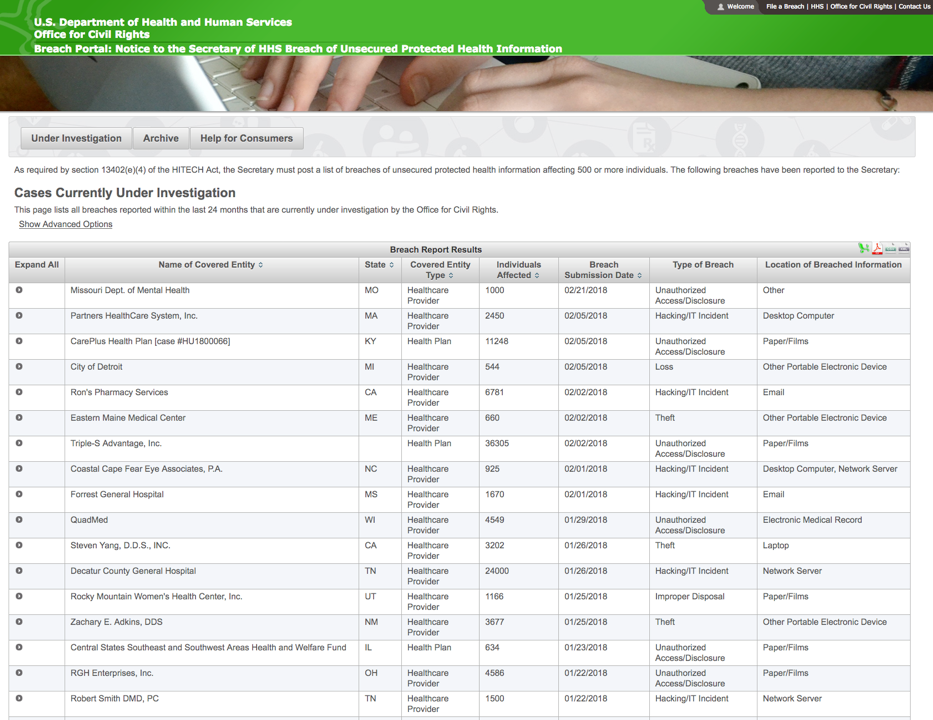 Welcome File a Breach | HHS | Office for Civil Rights | Contact Us
U.S. Department of Health and Human Services
Office for Civil Rights
Breach Portal: Notice to the Secretary of HHS Breach of Unsecured Protected Health Information
Under Investigation Archive Help for Consumers
As required by section 13402(e)(4) of the HITECH Act, the Secretary must post a list of breaches of unsecured protected health information affecting 500 or more individuals. The following breaches have been reported to the Secretary:
Cases Currently Under Investigation
This page lists all breaches reported within the last 24 months that are currently under investigation by the Office for Civil Rights.
Show Advanced Options
Breach Report Results
Expand All Name of Covered Entity State Covered Entity Individuals Breach Type of Breach Location of Breached Information
Type Affected Submission Date
Missouri Dept. of Mental Health MO Healthcare 1000 02/21/2018 Unauthorized Other
Provider Access/Disclosure
Partners HealthCare System, Inc. MA Healthcare 2450 02/05/2018 Hacking/IT Incident Desktop Computer
Provider
CarePlus Health Plan [case #HU1800066] KY Health Plan 11248 02/05/2018 Unauthorized Paper/Films
Access/Disclosure
City of Detroit MI Healthcare 544 02/05/2018 Loss Other Portable Electronic Device
Provider
Ron's Pharmacy Services CA Healthcare 6781 02/02/2018 Hacking/IT Incident Email
Provider
Eastern Maine Medical Center ME Healthcare 660 02/02/2018 Theft Other Portable Electronic Device
Provider
Triple-S Advantage, Inc. Health Plan 36305 02/02/2018 Unauthorized Paper/Films
Access/Disclosure
Coastal Cape Fear Eye Associates, P.A. NC Healthcare 925 02/01/2018 Hacking/IT Incident Desktop Computer, Network Server
Provider
Forrest General Hospital MS Healthcare 1670 02/01/2018 Hacking/IT Incident Email
Provider
QuadMed WI Healthcare 4549 01/29/2018 Unauthorized Electronic Medical Record
Provider Access/Disclosure
Steven Yang, D.D.S., INC. CA Healthcare 3202 01/26/2018 Theft Laptop
Provider
Decatur County General Hospital TN Healthcare 24000 01/26/2018 Hacking/IT Incident Network Server
Provider
Rocky Mountain Women's Health Center, Inc. UT Healthcare 1166 01/25/2018 Improper Disposal Paper/Films
Provider
Zachary E. Adkins, DDS NM Healthcare 3677 01/25/2018 Theft Other Portable Electronic Device
Provider
Central States Southeast and Southwest Areas Health and Welfare Fund IL Health Plan 634 01/23/2018 Unauthorized Paper/Films
Access/Disclosure
RGH Enterprises, Inc. OH Healthcare 4586 01/22/2018 Unauthorized Paper/Films
Provider Access/Disclosure
Robert Smith DMD, PC TN Healthcare 1500 01/22/2018 Hacking/IT Incident Network Server
Provider